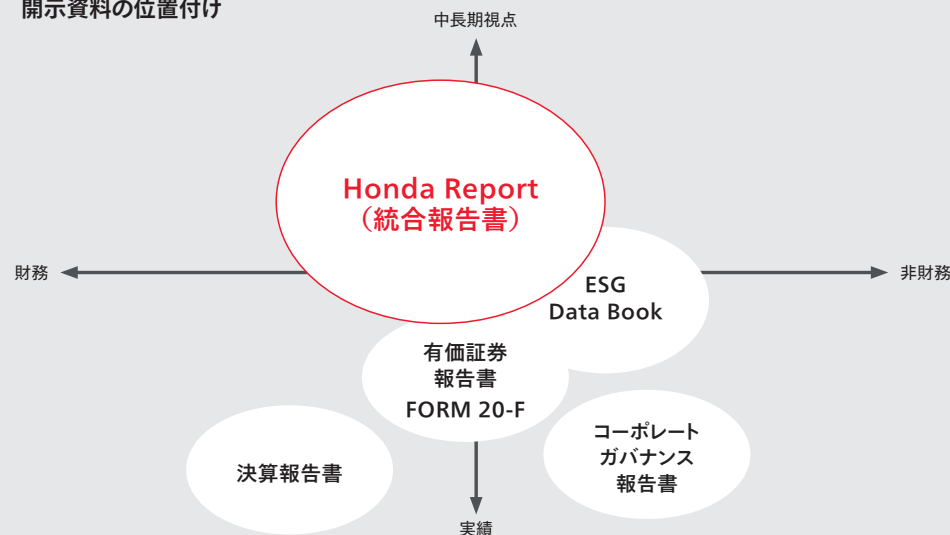 開示資料の位置付け
中長期視点
Honda Report
（統合報告書）
財務
非財務
ESG
Data Book
有価証券
報告書
FORM 20-F
決算報告書
コーポレート
ガバナンス
報告書
実績